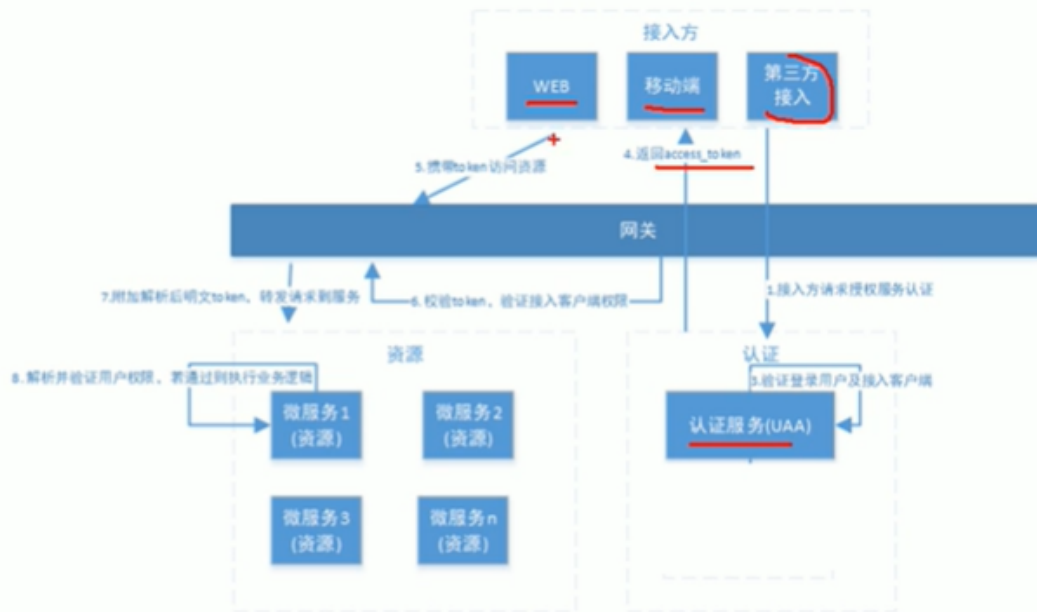 接入方
WEB
移动端
第三方
接入
4.返回access_token
5.携带token访问资源
网关
7.附加解析后明文token，转发请求到服务
6.校验token，验证接入客户端权限
1.接入方请求授权服务认证
资源
认证
8.解析并验证用户权限，若通过则执行业务逻辑
3.验证登录用户及接入客户端
微服务1
(资源)
微服务2
(资源)
认证服务(UAA)
微服务3
(资源)
微服务n
(资源)